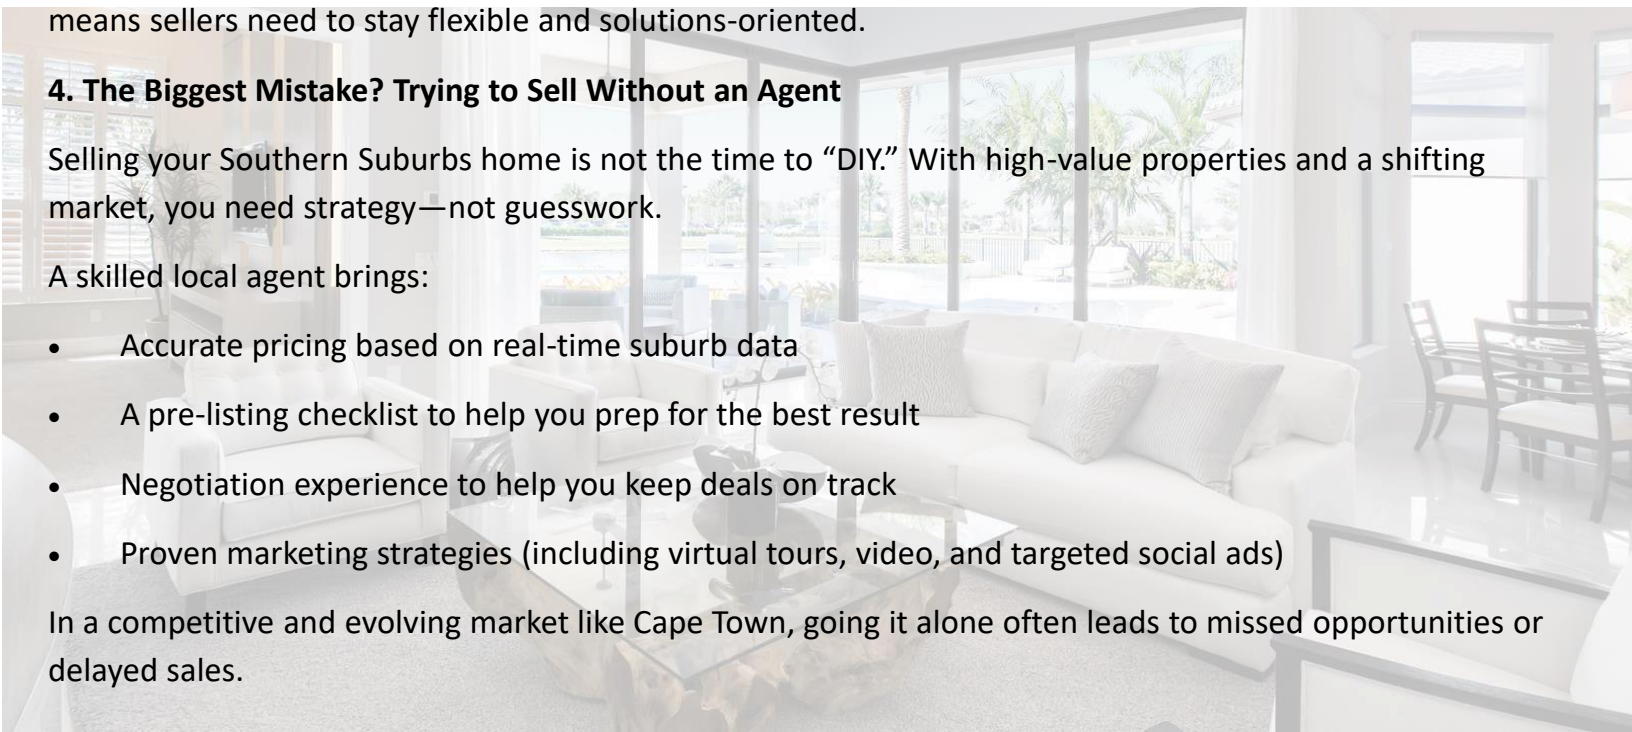 means sellers need to stay flexible and solutions-oriented.
4. The Biggest Mistake? Trying to Sell Without an Agent
Selling your Southern Suburbs home is not the time to “DIY.” With high-value properties and a shifting
market, you need strategy—not guesswork.
A skilled local agent brings:
• Accurate pricing based on real-time suburb data
• A pre-listing checklist to help you prep for the best result
• Negotiation experience to help you keep deals on track
• Proven marketing strategies (including virtual tours, video, and targeted social ads)
In a competitive and evolving market like Cape Town, going it alone often leads to missed opportunities or
delayed sales.